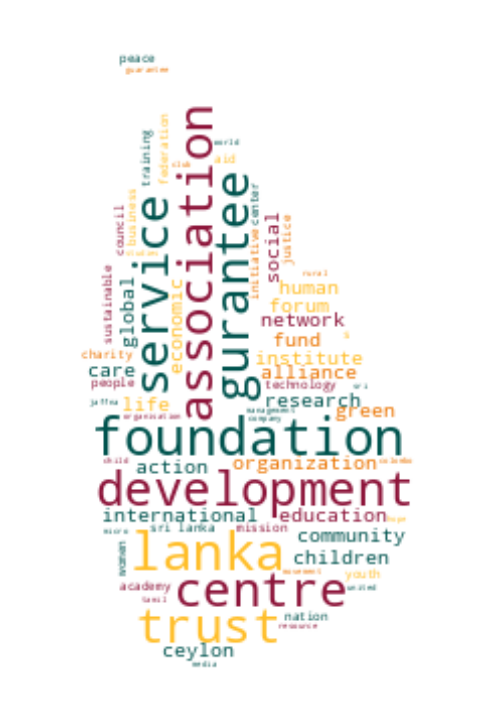 peace
guarantee
association
world
training
federation
club
aid
gurantee
service
center
council
business
social
justice
initiative
sustainable
global
economic
rural
human
forum
network
fund
charity
institute
care
alliance
people
technology
sri
jaffna
life
research
management
green
organisation
company
foundation
child
action
organization
colombo
development
international
education
hope
micro
sri lanka
mission
community
women
lanka
children
movement
youth
academy
centre
united
tamil
trust
nation
resource
ceylon
media